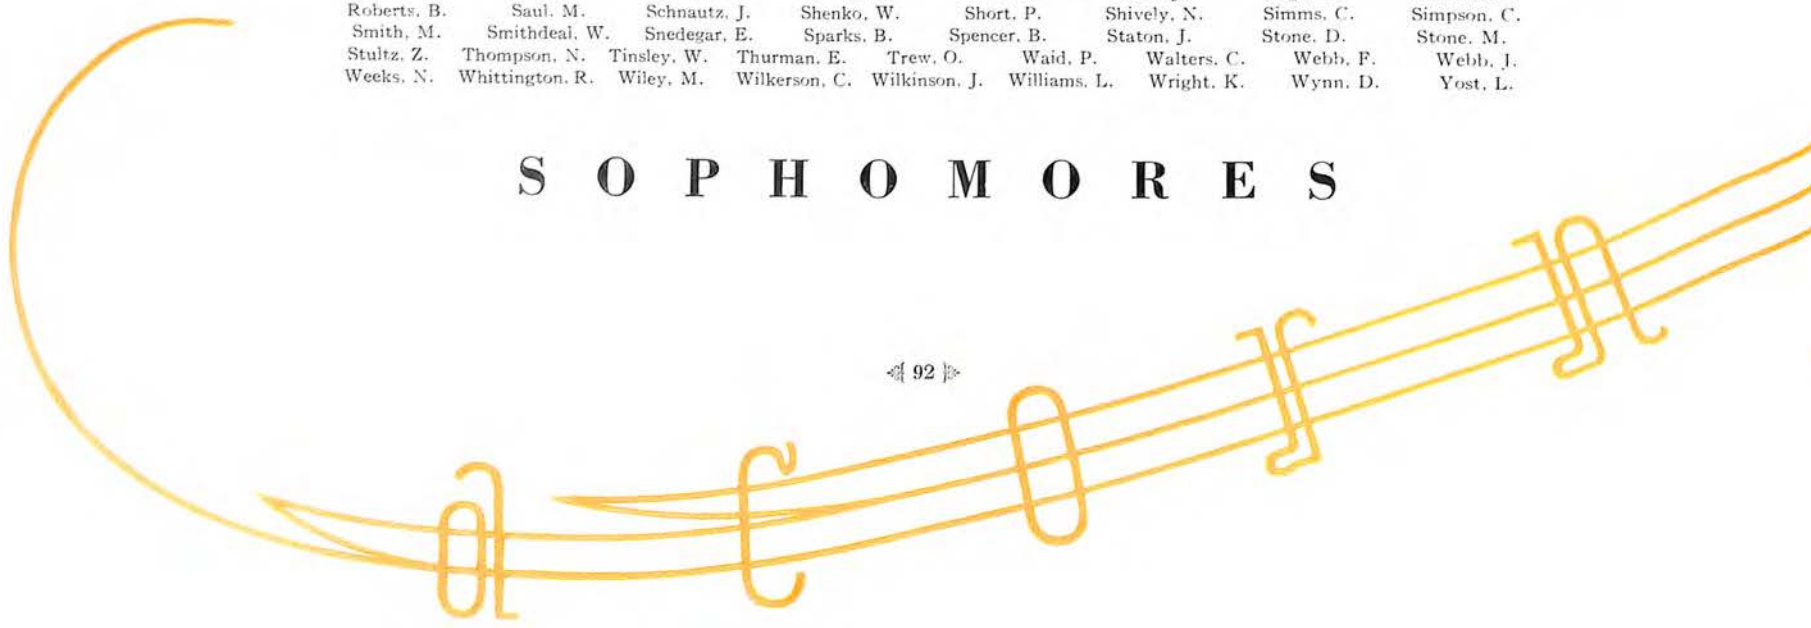 Roberts, B. Saul, M. Schnautz, J. Shenko, W. Short, P. Shively, N. Simms, C. Simpson, C.
Smith, M. Smithdeal, W. Snedegar, E. Sparks, B. Spencer, B. Staton, J. Stone, D. Stone, M.
Stultz, Z. Thompson, N. Tinsley, W. Thurman, E. Trew, O. Waid, P. Walters, C. Webb, F. Webb, J.
Weeks, N. Whittington, R. Wiley, M. Wilkerson, C. Wilkinson, J. Williams, L. Wright, K. Wynn, D. Yost, L.
SOPHOMORES
92